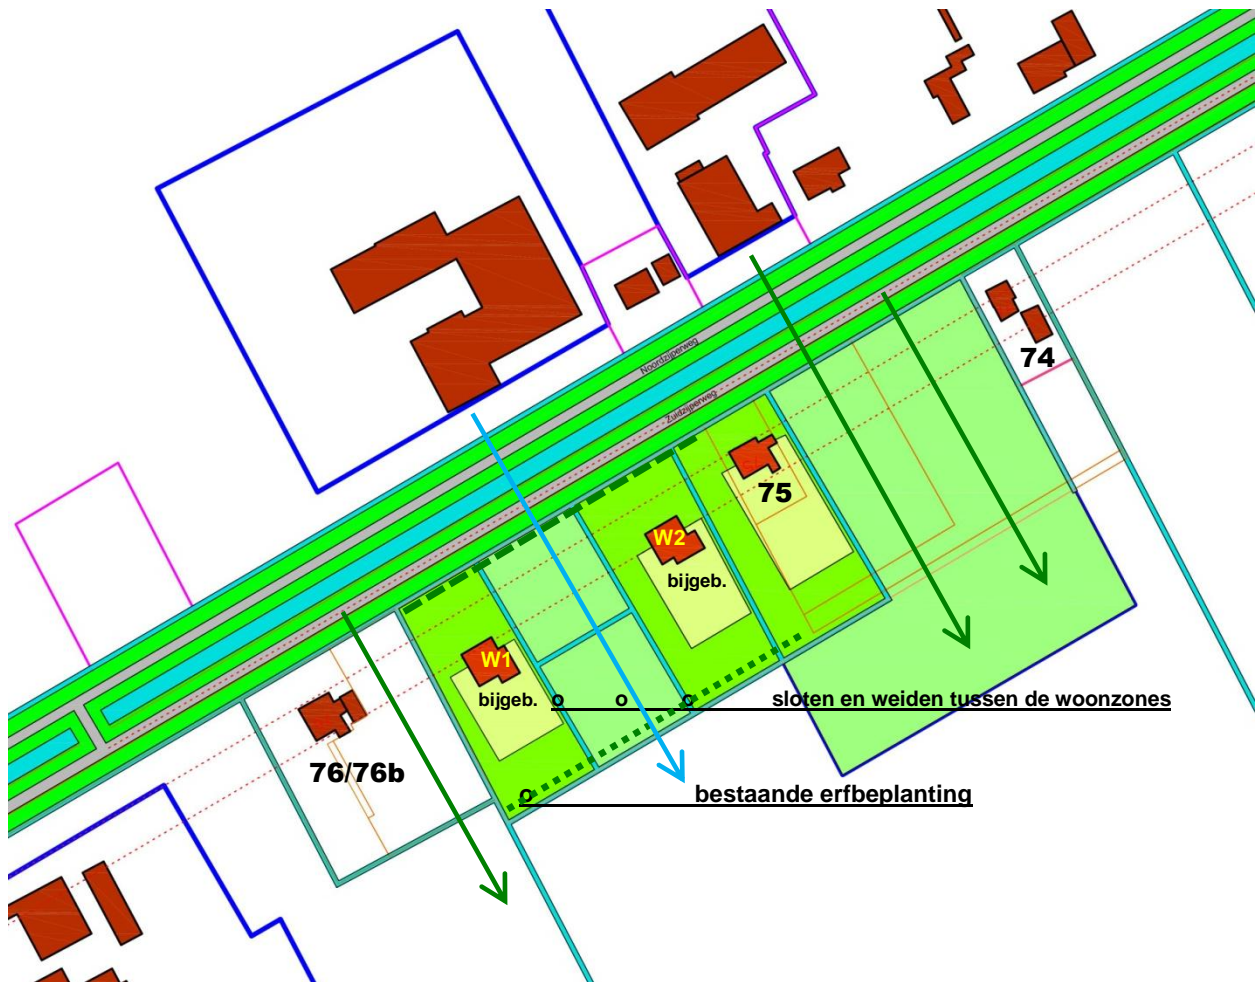 Noordzijperweg
Zuidzijperweg
74
75
W2
bijgeb.
W1
bijgeb. o o o sloten en weiden tussen de woonzones
76/76b
o bestaande erfbeplanting